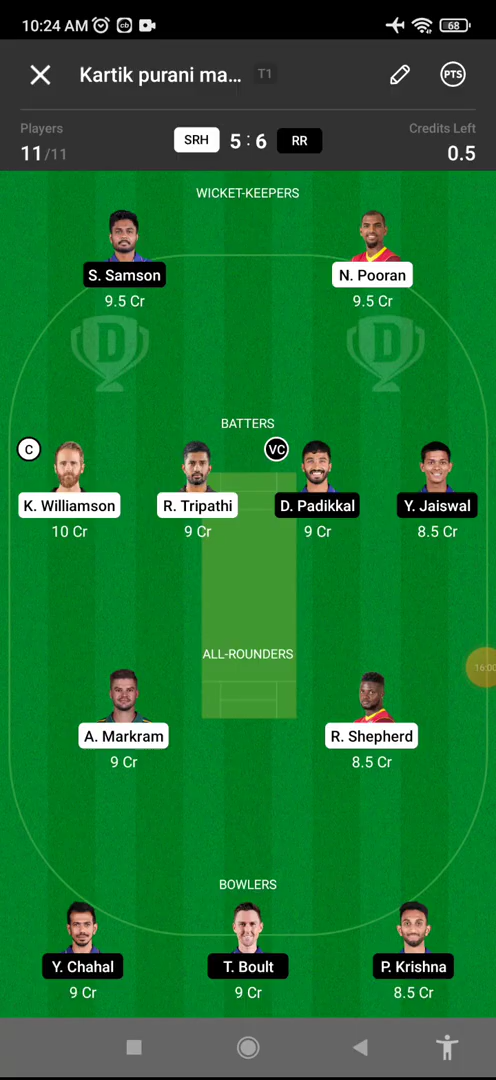 10:24 AM
68
Kartik purani ma...
T1
PTS
Players
Credits Left
11/11
SRH 5 : 6 RR
0.5
WICKET-KEEPERS
S. Samson N. Pooran
9.5 Cr 9.5 Cr
D D
BATTERS
C VC
K. Williamson R. Tripathi D. Padikkal Y. Jaiswal
10 Cr 9 Cr 9 Cr 8.5 Cr
ALL-ROUNDERS
16:00
A. Markram R. Shepherd
9 Cr 8.5 Cr
BOWLERS
Y. Chahal T. Boult P. Krishna
9 Cr 9 Cr 8.5 Cr